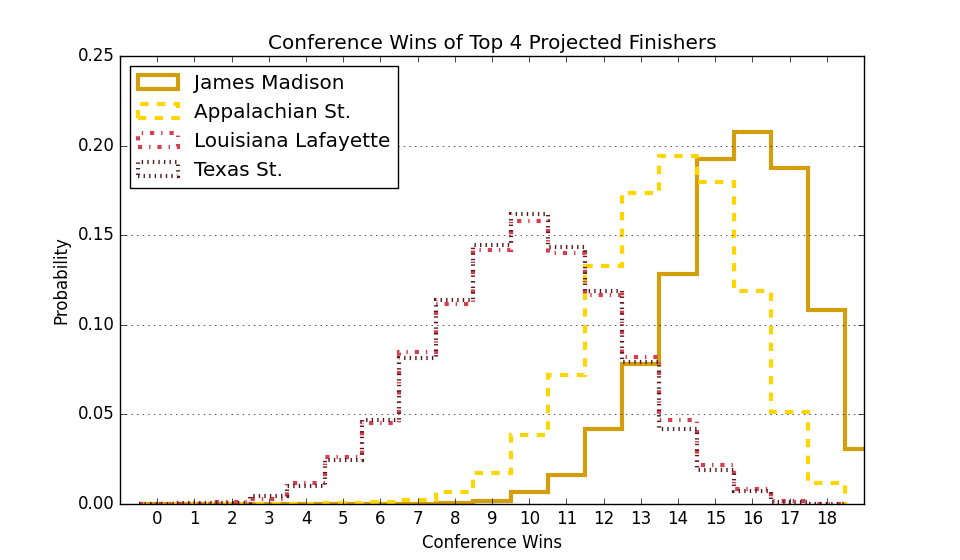 Conference Wins of Top 4 Projected Finishers
0.25
0.20
0.15
0.10
0.05
0.00
Probability
James Madison
Appalachian St.
Louisiana Lafayette
Texas St.
0 1 2 3 4 5 6 7 8 9 10 11 12 13 14 15 16 17 18
Conference Wins